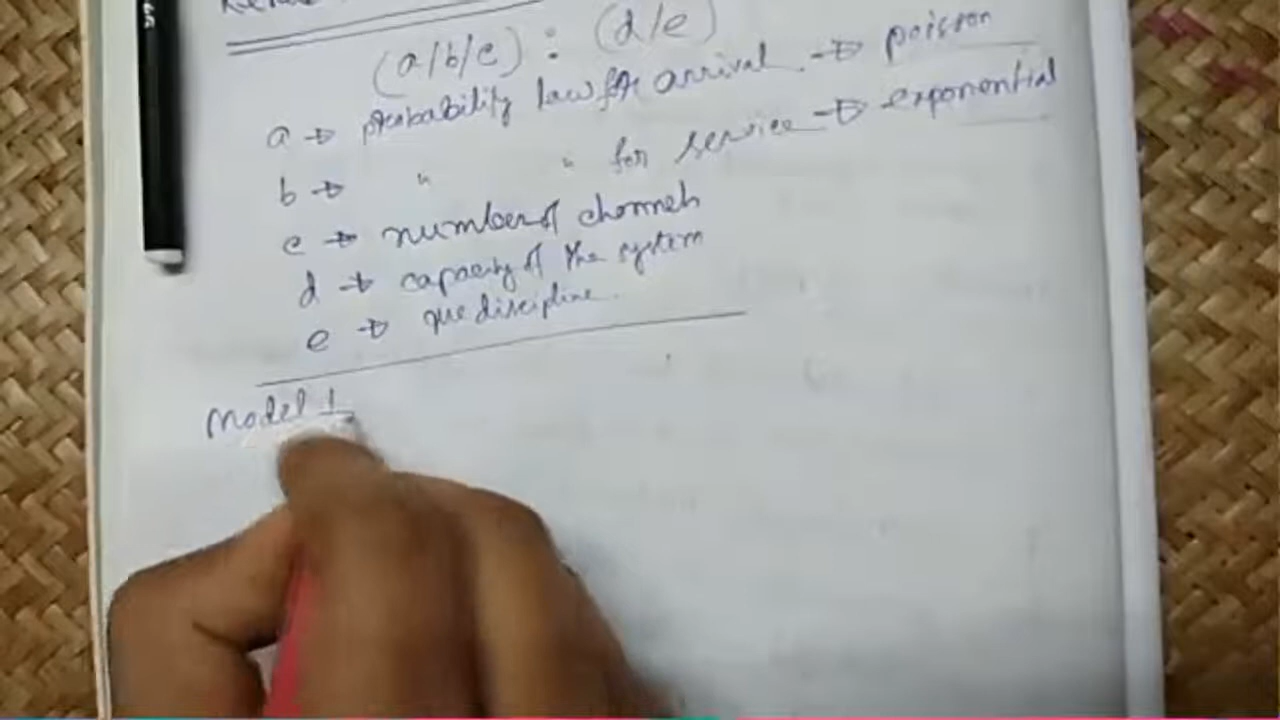 (a/b/c) : (d/e)
a → probability law for arrival → poisson
b → " " for service → exponential
c → number of channels
d → capacity of the system
e → que discipline.
Model 1